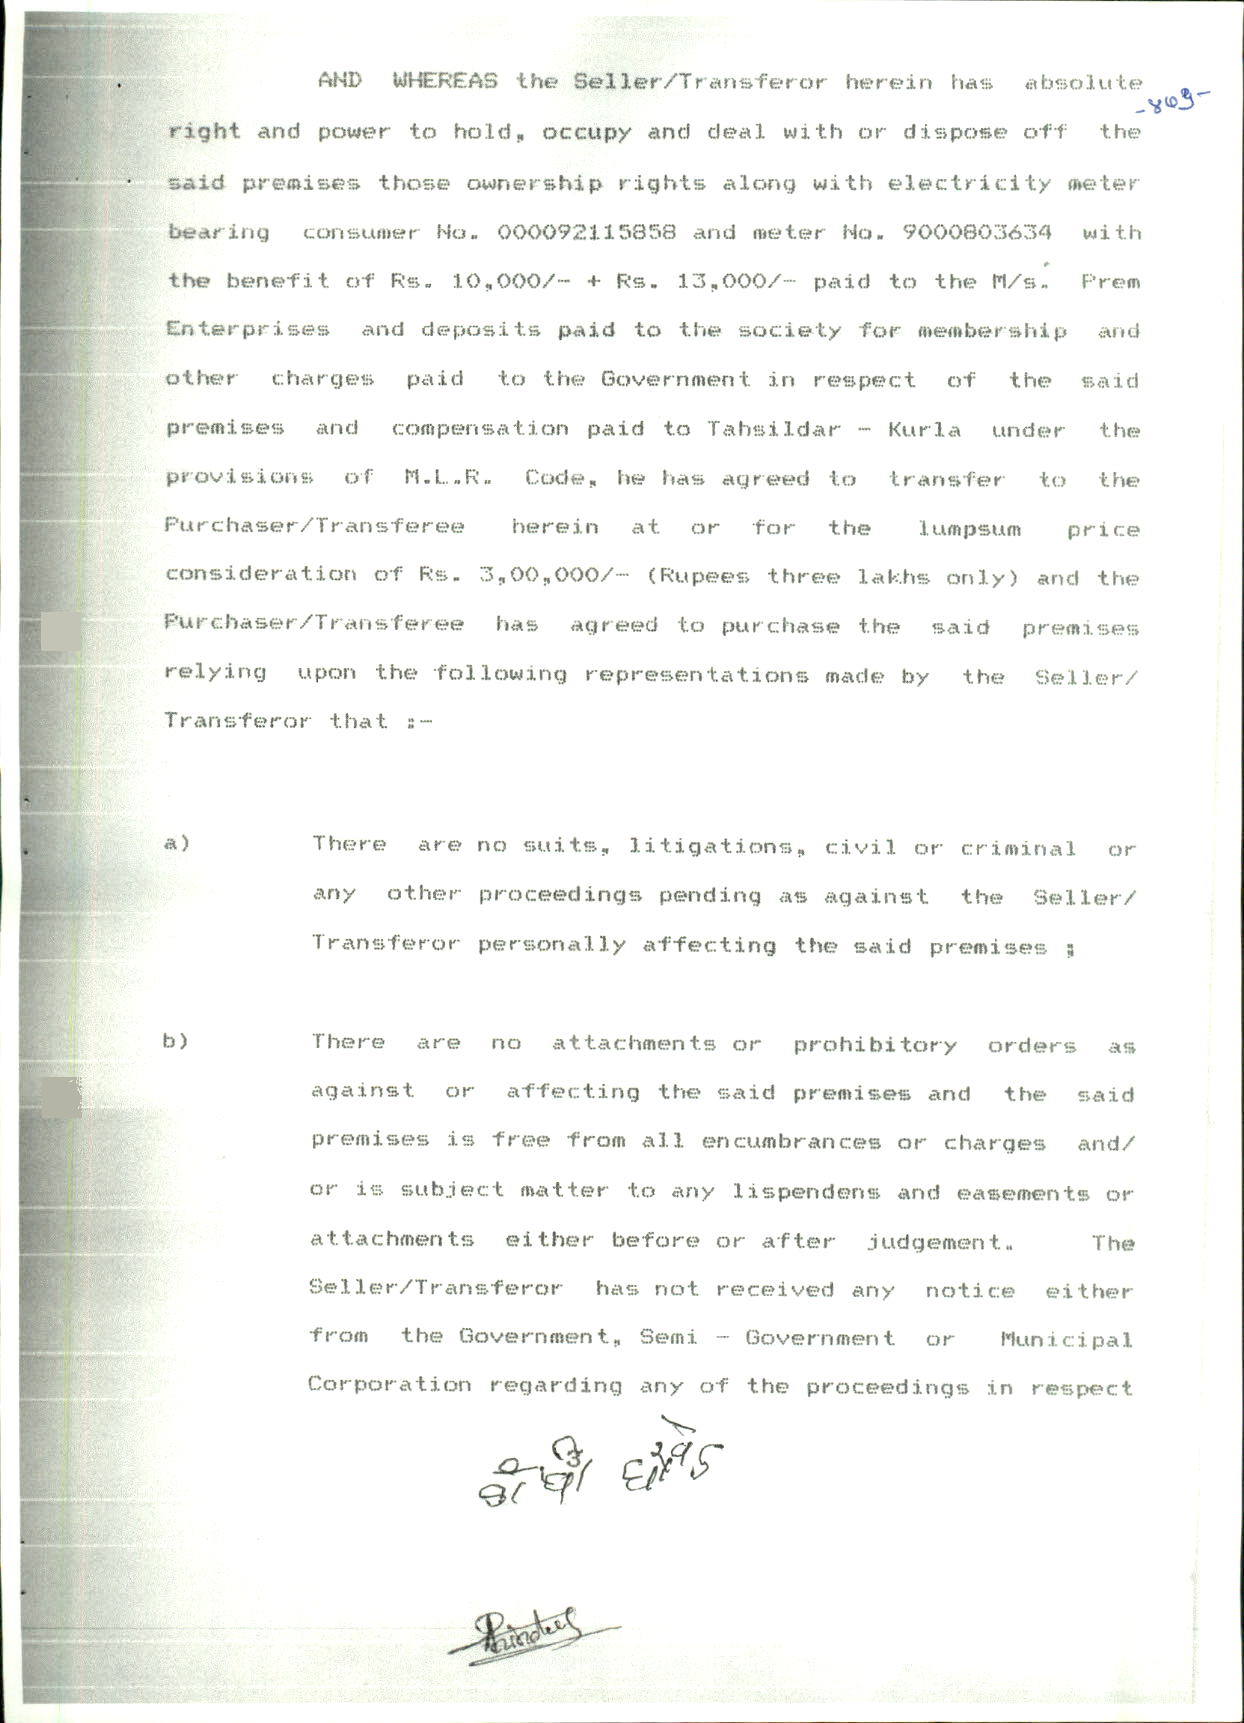 AND WHEREAS the Seller/Transferor herein has absolute
right and power to hold, occupy and deal with or dispose off the
said premises those ownership rights along with electricity meter
bearing consumer No. 000092115858 and meter No. 9000803634 with
the benefit of Rs. 10,000/- + Rs. 13,000/- paid to the M/s. Prem
Enterprises and deposits paid to the society for membership and
other charges paid to the Government in respect of the said
premises and compensation paid to Tahsildar - Kurla under the
provisions of M.L.R. Code, he has agreed to transfer to the
Purchaser/Transferee herein at or for the lumpsum price
consideration of Rs. 3,00,000/- (Rupees three lakhs only) and the
Purchaser/Transferee has agreed to purchase the said premises
relying upon the following representations made by the Seller/
Transferor that :-
a) There are no suits, litigations, civil or criminal or
any other proceedings pending as against the Seller/
Transferor personally affecting the said premises ;
b) There are no attachments or prohibitory orders as
against or affecting the said premises and the said
premises is free from all encumbrances or charges and/
or is subject matter to any lispendens and easements or
attachments either before or after judgement. The
Seller/Transferor has not received any notice either
from the Government, Semi - Government or Municipal
Corporation regarding any of the proceedings in respect